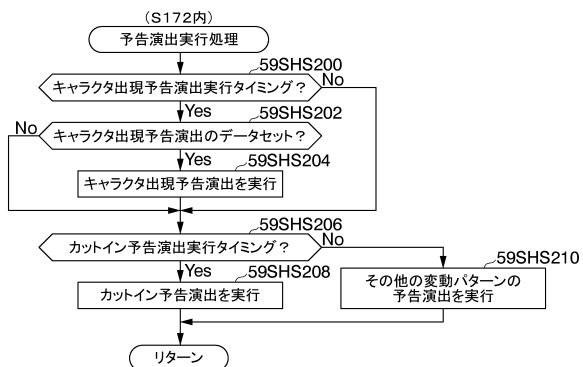 (S172内)
予告演出実行処理
59SHS200
キャラクタ出現予告演出実行タイミング?
No
Yes
59SHS202
No
キャラクタ出現予告演出のデータセット?
Yes
59SHS204
キャラクタ出現予告演出を実行
59SHS206
カットイン予告演出実行タイミング?
No
Yes
59SHS208
59SHS210
カットイン予告演出を実行
その他の変動パターンの
予告演出を実行
リターン